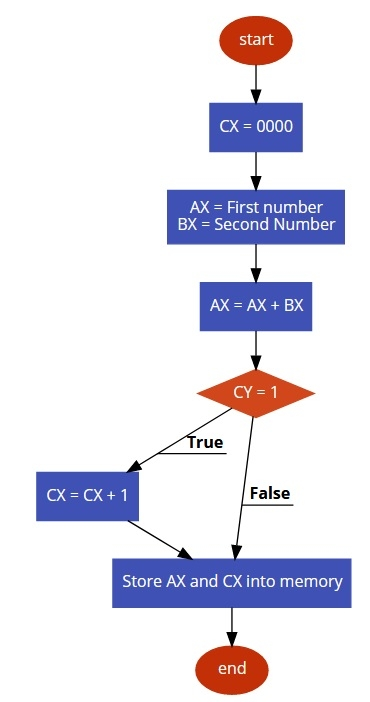 start
CX = 0000
AX = First number
BX = Second Number
AX = AX + BX
CY = 1
True
CX = CX + 1
False
Store AX and CX into memory
end